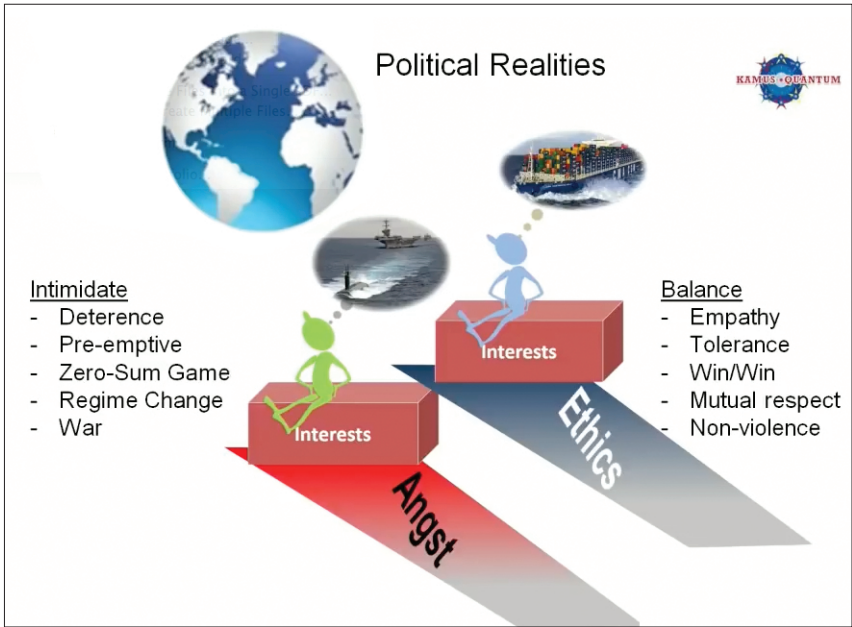 Political Realities
KAMUS QUANTUM
Intimidate
- Deterence
- Pre-emptive
- Zero-Sum Game
- Regime Change
- War
Balance
- Empathy
- Tolerance
- Win/Win
- Mutual respect
- Non-violence
Interests
Interests
Ethics
Angst